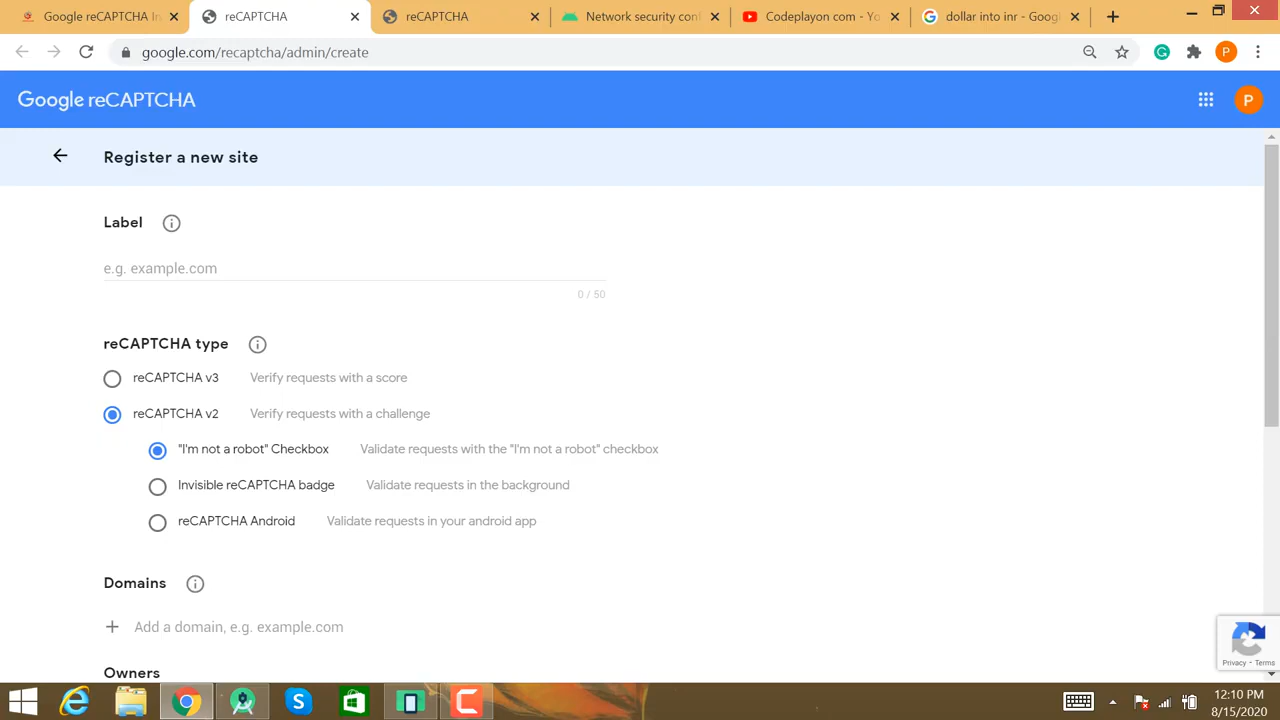 Google reCAPTCHA In
reCAPTCHA
reCAPTCHA
Network security conf
Codeplayon com - Yo
dollar into inr - Googl
google.com/recaptcha/admin/create
P
Google reCAPTCHA
P
Register a new site
Label
e.g. example.com
0 / 50
reCAPTCHA type
reCAPTCHA v3 Verify requests with a score
reCAPTCHA v2 Verify requests with a challenge
"I'm not a robot" Checkbox Validate requests with the "I'm not a robot" checkbox
Invisible reCAPTCHA badge Validate requests in the background
reCAPTCHA Android Validate requests in your android app
Domains
Add a domain, e.g. example.com
Owners
Privacy - Terms
12:10 PM
8/15/2020